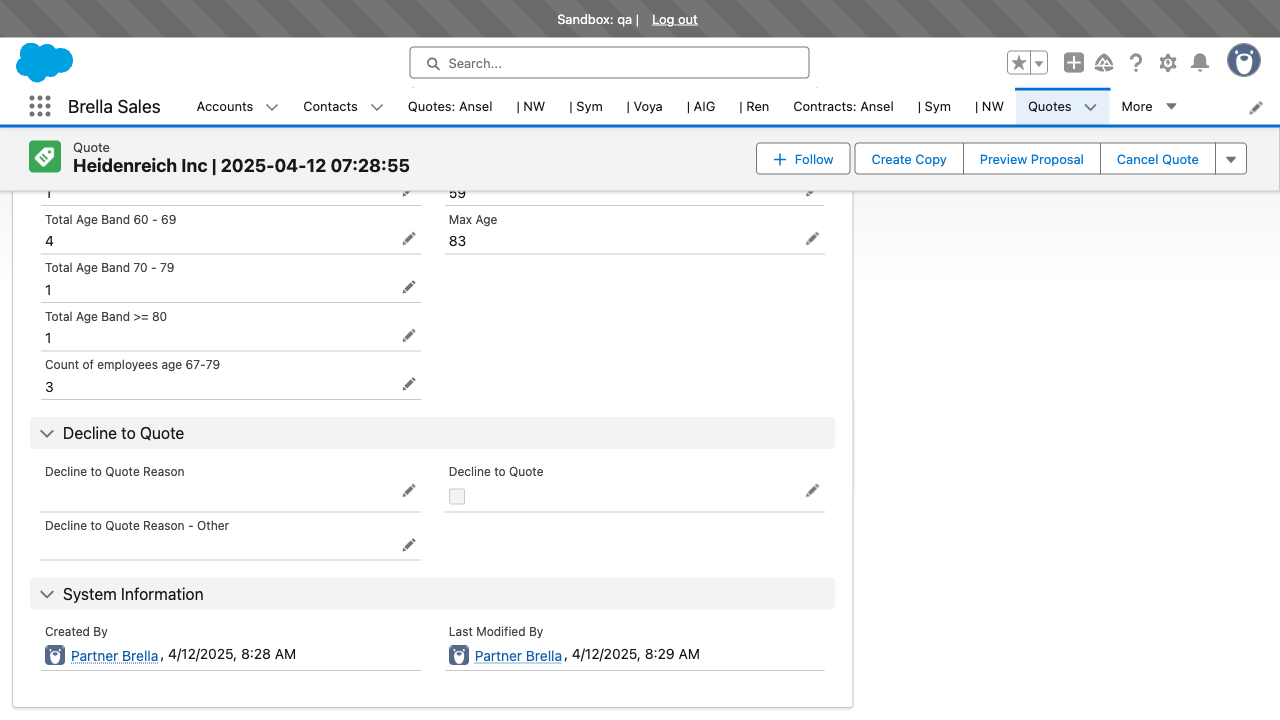 Sandbox: qa | Log out
Search...
Brella Sales
Accounts
Contacts
Quotes: Ansel
| NW
| Sym
| Voya
| AIG
| Ren
Contracts: Ansel
| Sym
| NW
Quotes
More
Quote
Heidenreich Inc | 2025-04-12 07:28:55
Follow
Create Copy
Preview Proposal
Cancel Quote
1
59
Total Age Band 60 - 69
4
Max Age
83
Total Age Band 70 - 79
1
Total Age Band >= 80
1
Count of employees age 67-79
3
Decline to Quote
Decline to Quote Reason
Decline to Quote
Decline to Quote Reason - Other
System Information
Created By
Partner Brella, 4/12/2025, 8:28 AM
Last Modified By
Partner Brella, 4/12/2025, 8:29 AM